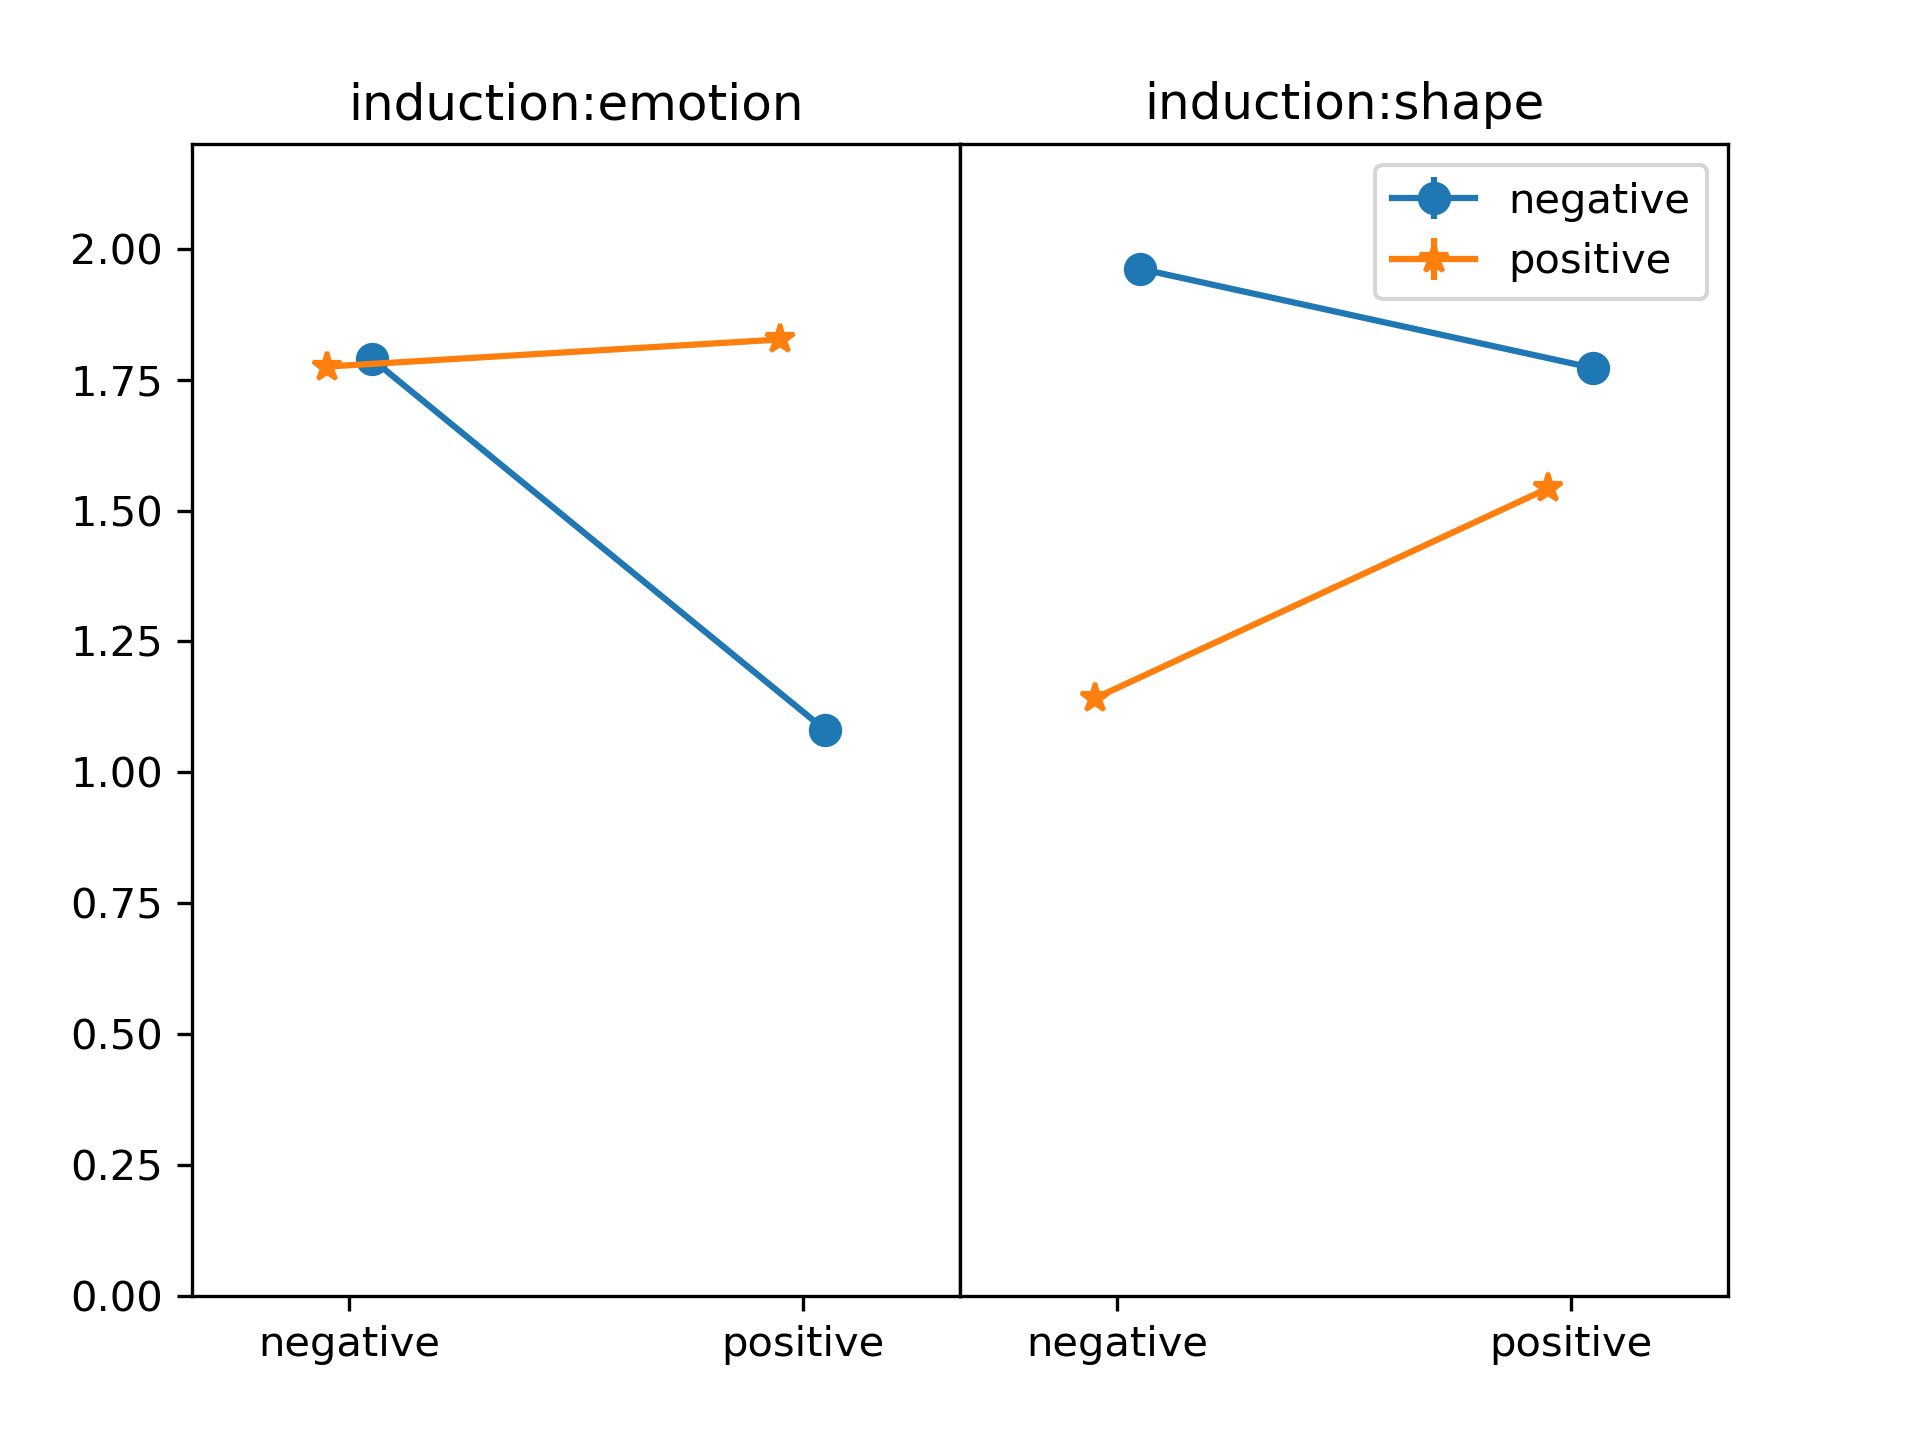 induction:emotion
induction:shape
negative
positive
2.00
1.75
1.50
1.25
1.00
0.75
0.50
0.25
0.00
negative
positive
negative
positive